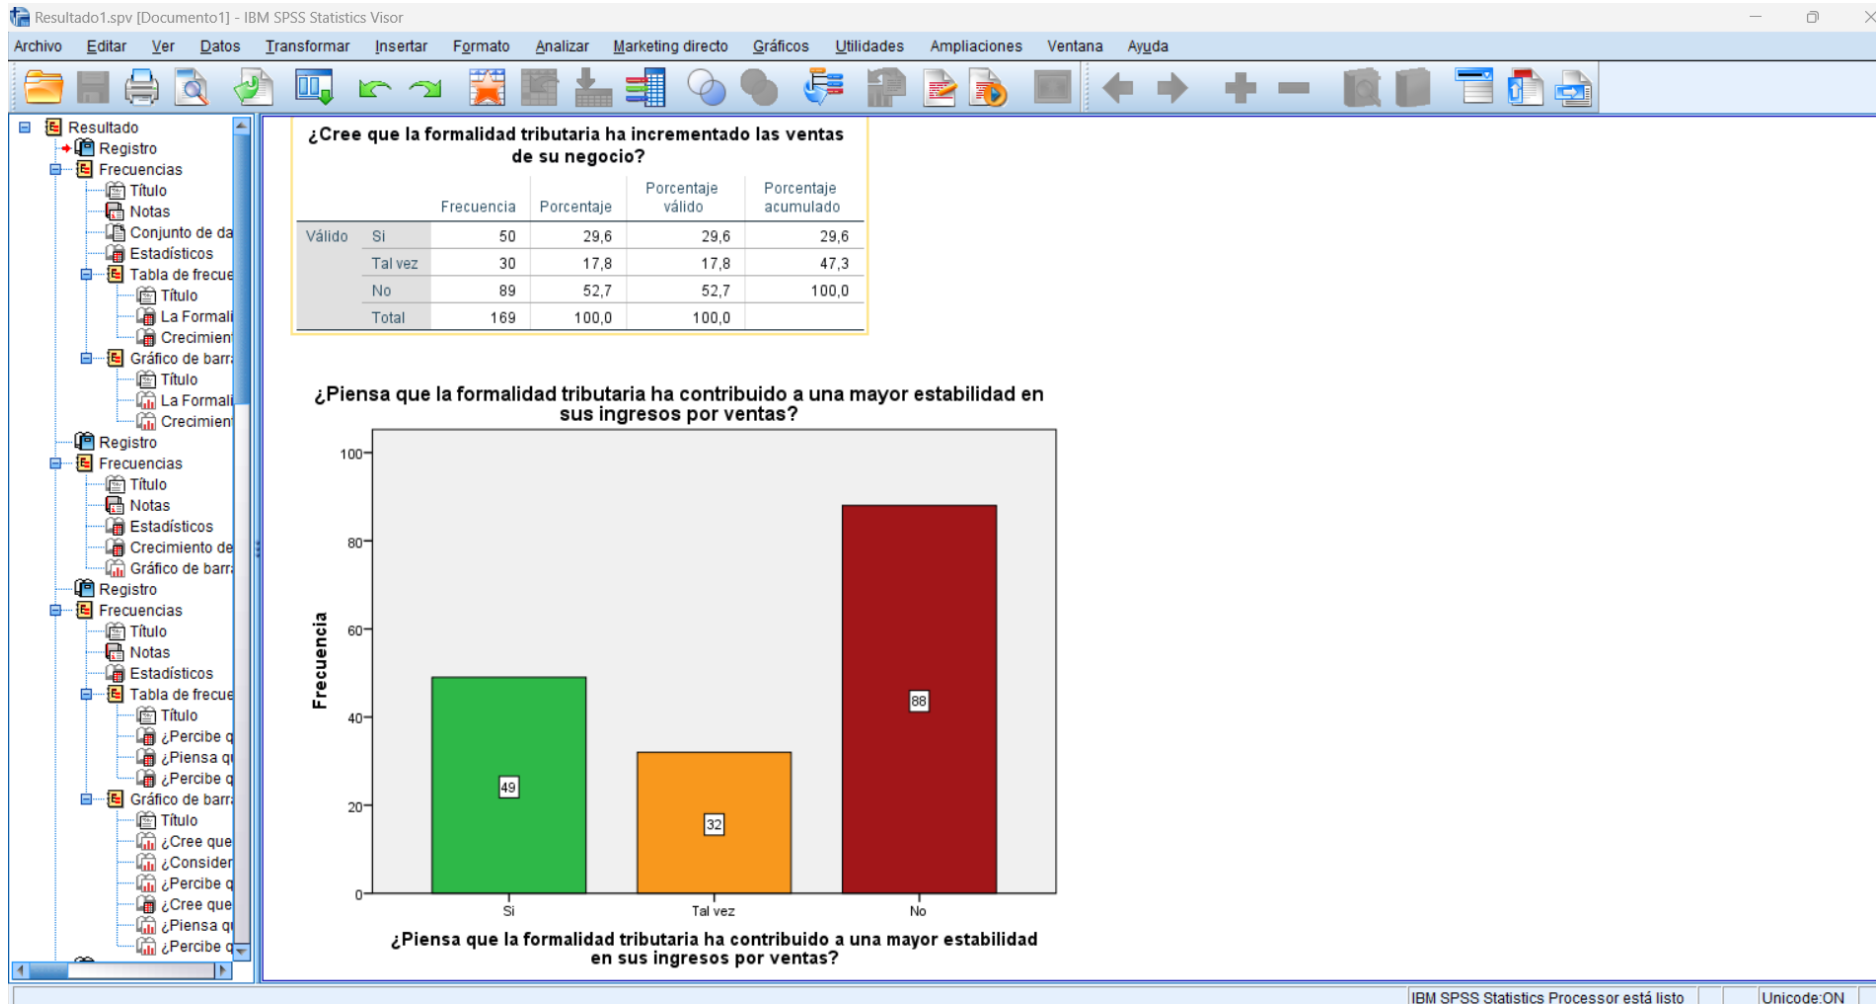 Resultado1.spv [Documento1] - IBM SPSS Statistics Visor
Archivo Editar Ver Datos Transformar Insertar Formato Analizar Marketing directo Gráficos Utilidades Ampliaciones Ventana Ayuda
Resultado
Registro
Frecuencias
Título
Notas
Conjunto de da
Estadísticos
Tabla de frecue
Título
La Formali
Crecimien
Gráfico de barr
Título
La Formali
Crecimien
Registro
Frecuencias
Título
Notas
Estadísticos
Crecimiento de
Gráfico de barr
Registro
Frecuencias
Título
Notas
Estadísticos
Tabla de frecue
Título
¿Percibe q
¿Piensa q
¿Percibe q
Gráfico de barr
Título
¿Cree que
¿Consider
¿Percibe q
¿Cree que
¿Piensa q
¿Percibe q
¿Cree que la formalidad tributaria ha incrementado las ventas
de su negocio?
Frecuencia Porcentaje Porcentaje válido Porcentaje acumulado
Válido Si 50 29,6 29,6 29,6
Tal vez 30 17,8 17,8 47,3
No 89 52,7 52,7 100,0
Total 169 100,0 100,0
¿Piensa que la formalidad tributaria ha contribuido a una mayor estabilidad en
sus ingresos por ventas?
Frecuencia
100
80
60
40
20
0
49
32
88
Si Tal vez No
¿Piensa que la formalidad tributaria ha contribuido a una mayor estabilidad
en sus ingresos por ventas?
IBM SPSS Statistics Processor está listo Unicode:ON